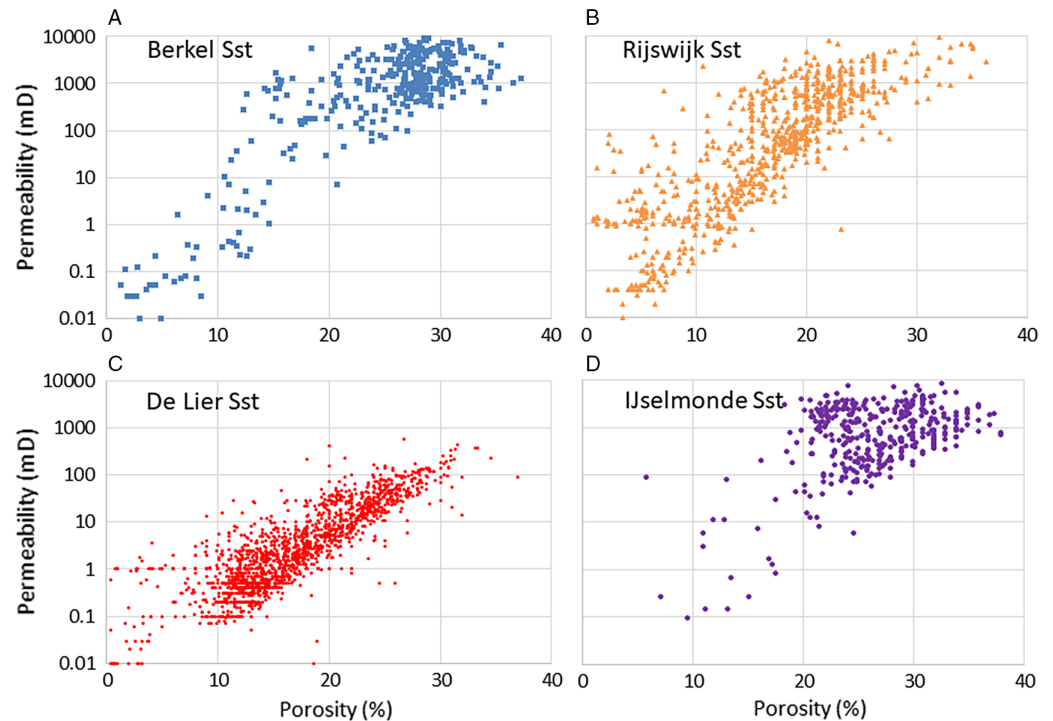 A
B
Berkel Sst
Rijswijk Sst
Permeability (mD)
10000
1000
100
10
1
0.1
0.01
0 10 20 30 40
0 10 20 30 40
C
D
De Lier Sst
IJselmonde Sst
Permeability (mD)
10000
1000
100
10
1
0.1
0.01
0 10 20 30 40
0 10 20 30 40
Porosity (%)
Porosity (%)